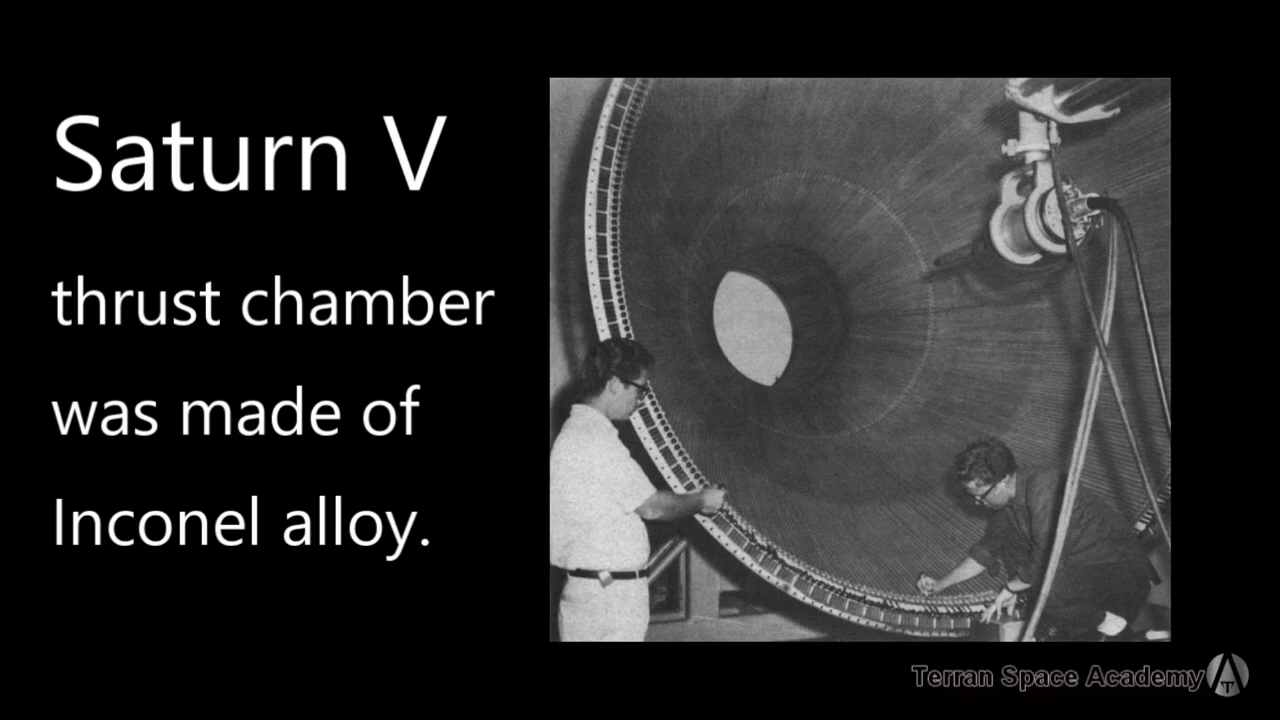 Saturn V
thrust chamber
was made of
Inconel alloy.
Terran Space Academy